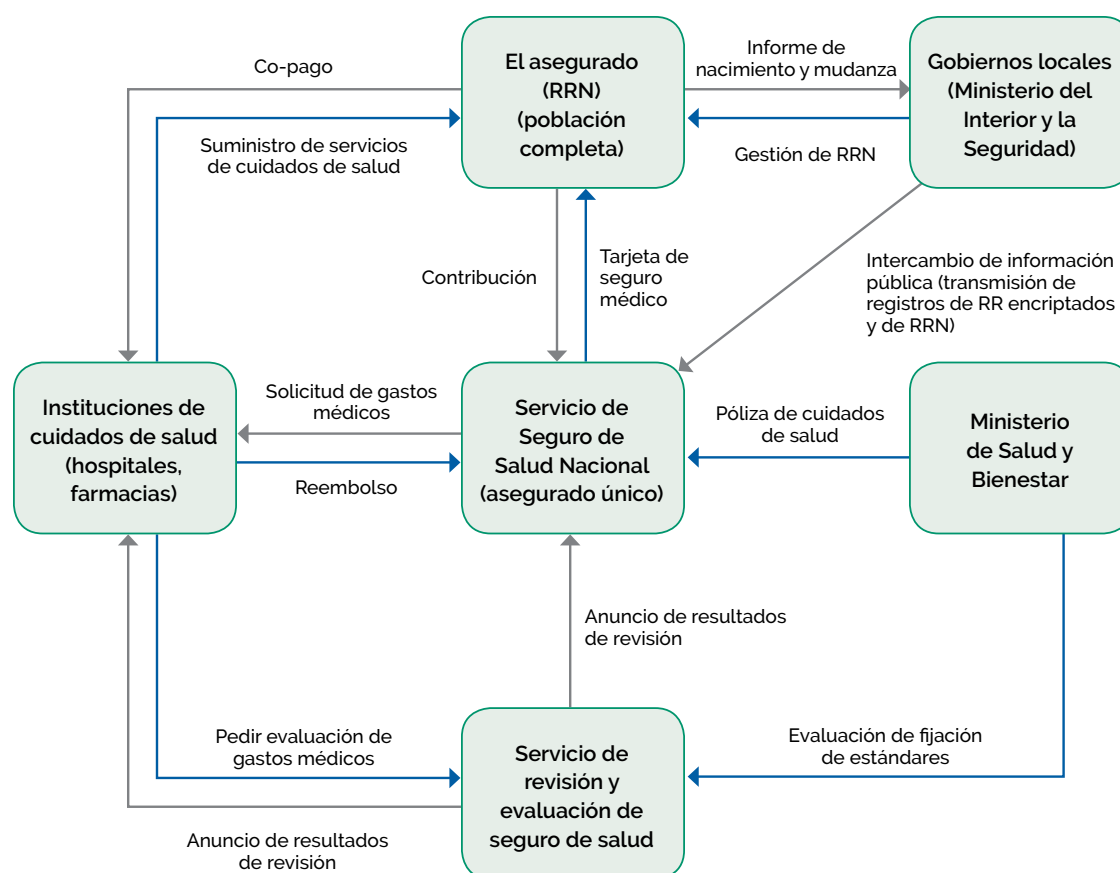 Co-pago
El asegurado
(RRN)
(población
completa)
Informe de
nacimiento y mudanza
Gobiernos locales
(Ministerio del
Interior y la
Seguridad)
Suministro de servicios
de cuidados de salud
Gestión de RRN
Contribución
Tarjeta de
seguro
médico
Intercambio de información
pública (transmisión de
registros de RR encriptados
y de RRN)
Instituciones de
cuidados de salud
(hospitales,
farmacias)
Solicitud de gastos
médicos
Reembolso
Servicio de
Seguro de
Salud Nacional
(asegurado único)
Póliza de cuidados
de salud
Ministerio
de Salud y
Bienestar
Anuncio de resultados
de revisión
Pedir evaluación de
gastos médicos
Servicio de
revisión y
evaluación de
seguro de salud
Evaluación de fijación
de estándares
Anuncio de resultados
de revisión